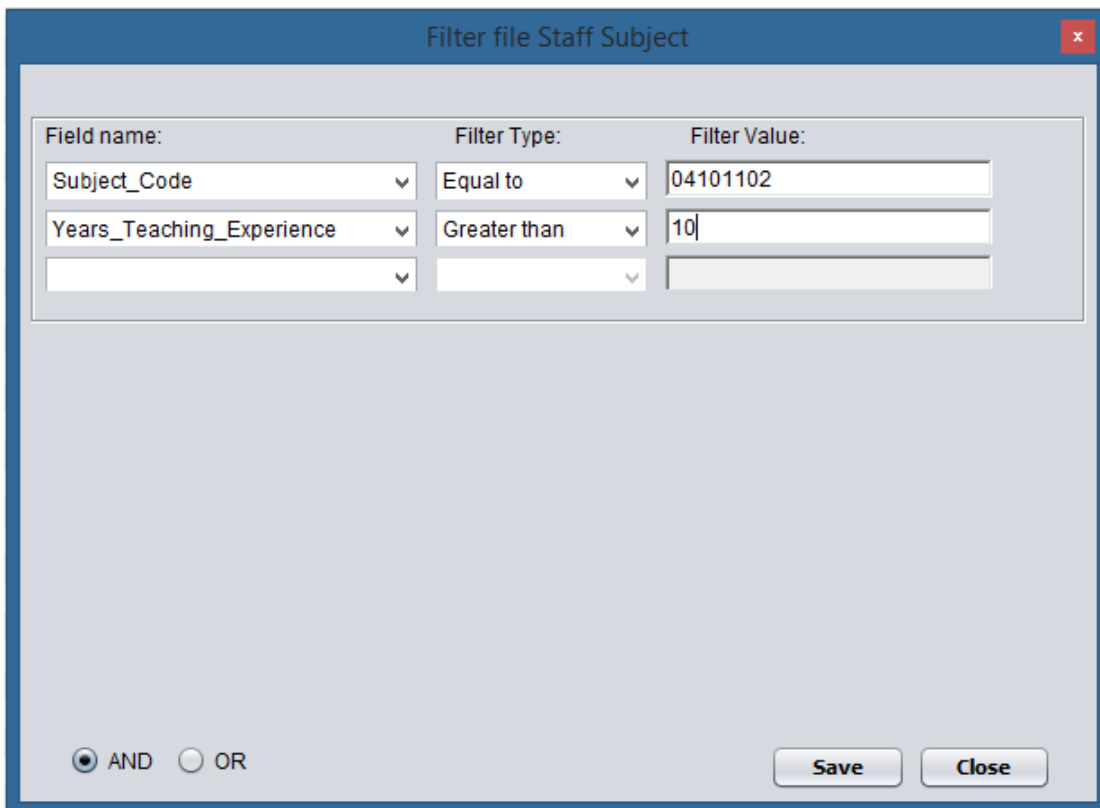 Filter file Staff Subject
x
Field name: Filter Type: Filter Value:
Subject_Code Equal to 04101102
Years_Teaching_Experience Greater than 10
AND OR Save Close